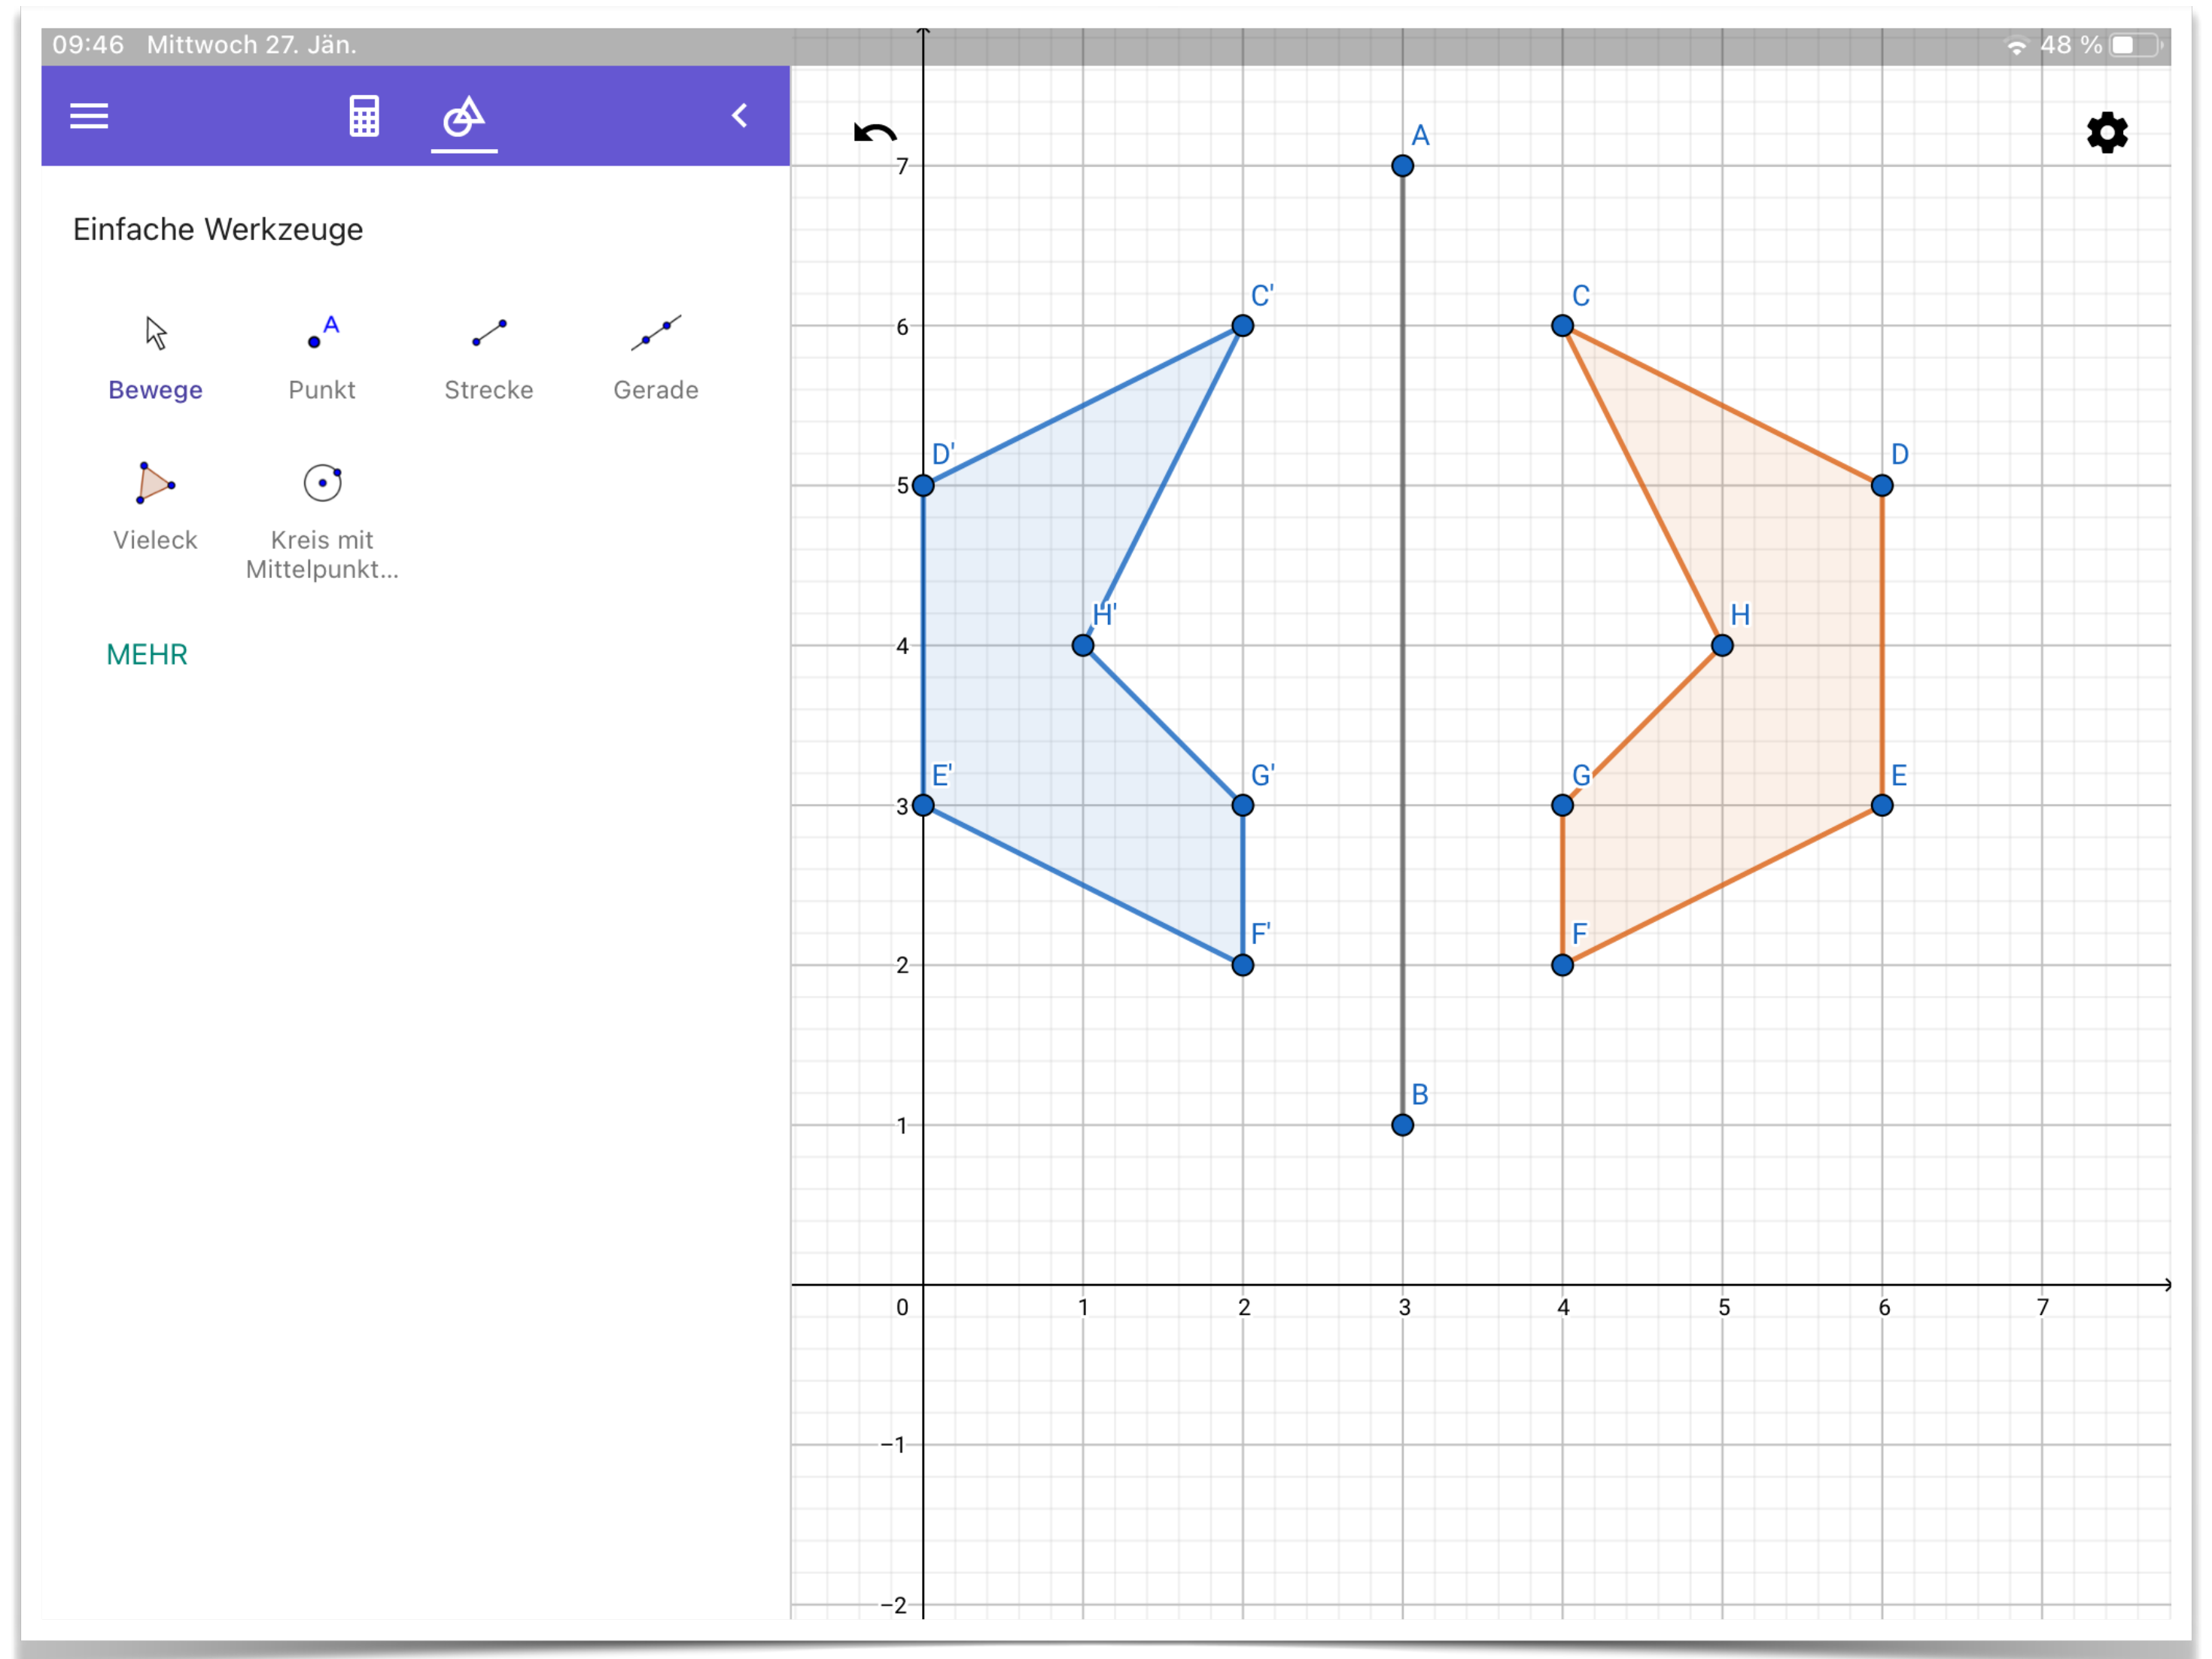 09:46 Mittwoch 27. Jän.
48 %
Einfache Werkzeuge
A
Bewege Punkt Strecke Gerade
Vieleck Kreis mit
Mittelpunkt...
MEHR
A
7
C' C
6
D' D
5
H' H
4
E' G' G E
3
F' F
2
B
1
0 1 2 3 4 5 6 7
−1
−2